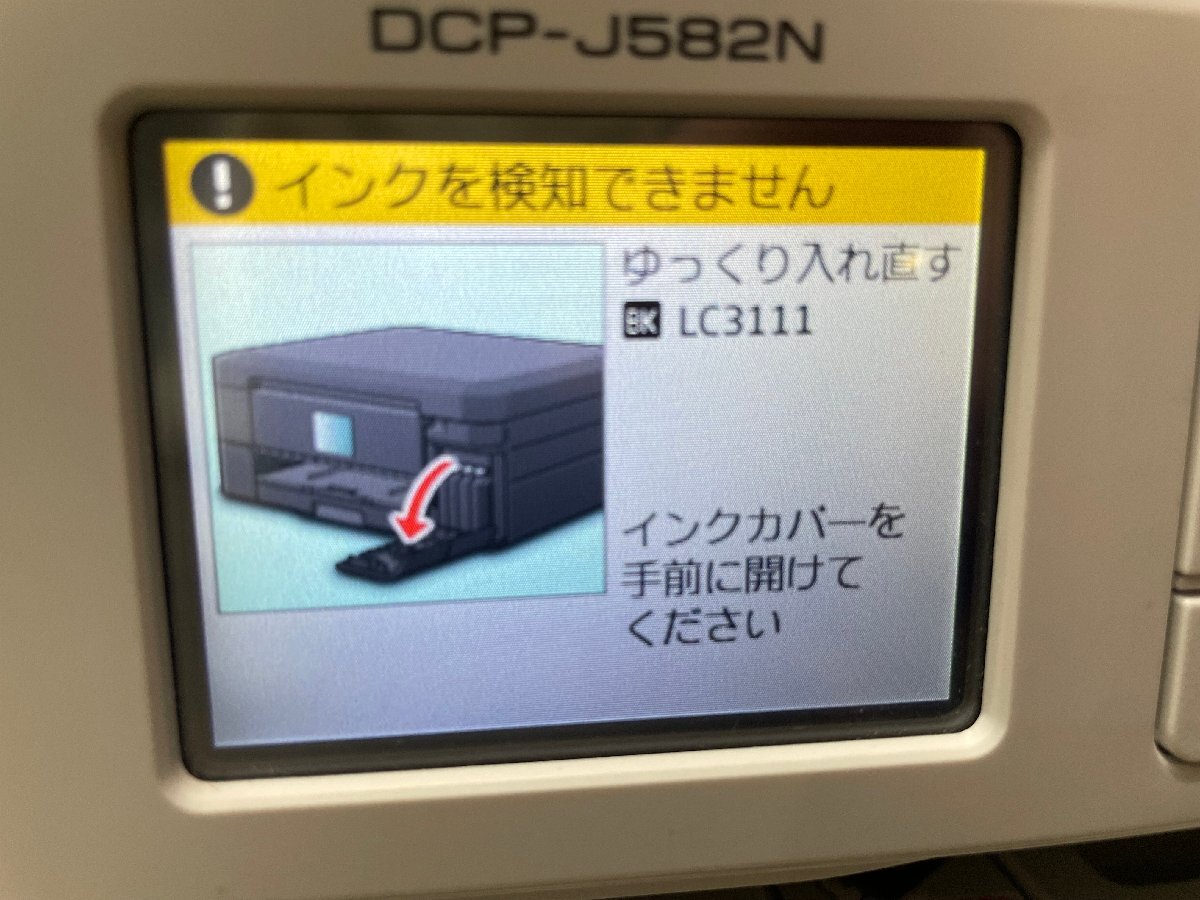 DCP-J582N
! インクを検知できません
ゆっくり入れ直す
BK LC3111
インクカバーを
手前に開けて
ください